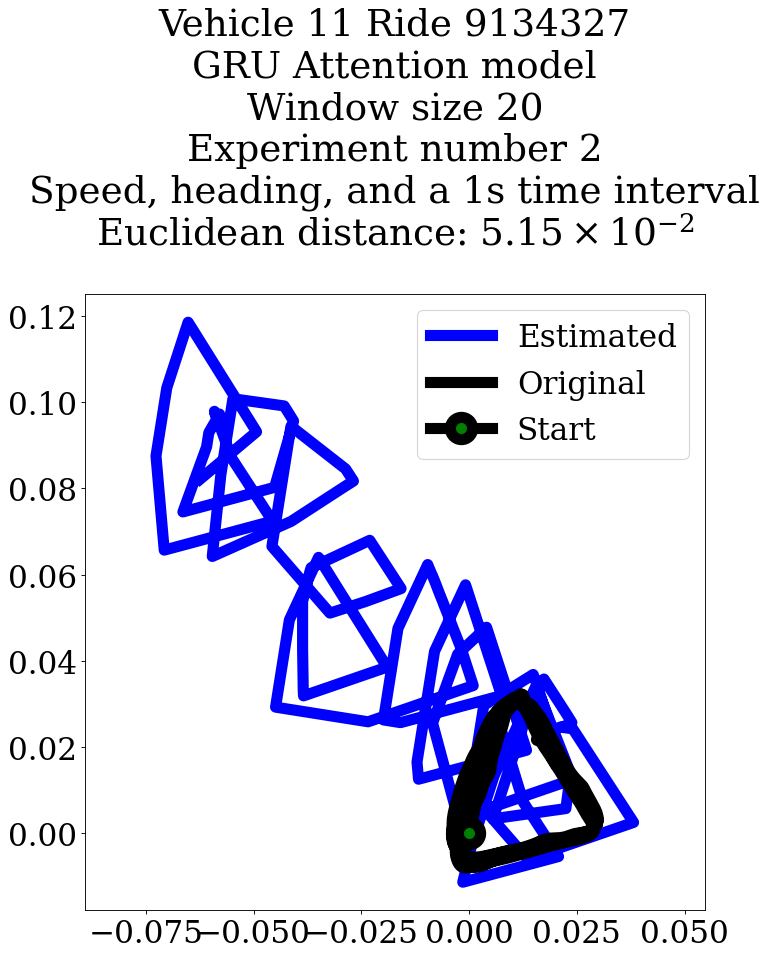 Vehicle 11 Ride 9134327
GRU Attention model
Window size 20
Experiment number 2
Speed, heading, and a 1s time interval
Euclidean distance: 5.15 × 10⁻²
Estimated
Original
Start
0.12
0.10
0.08
0.06
0.04
0.02
0.00
−0.075 −0.050 −0.025 0.000 0.025 0.050